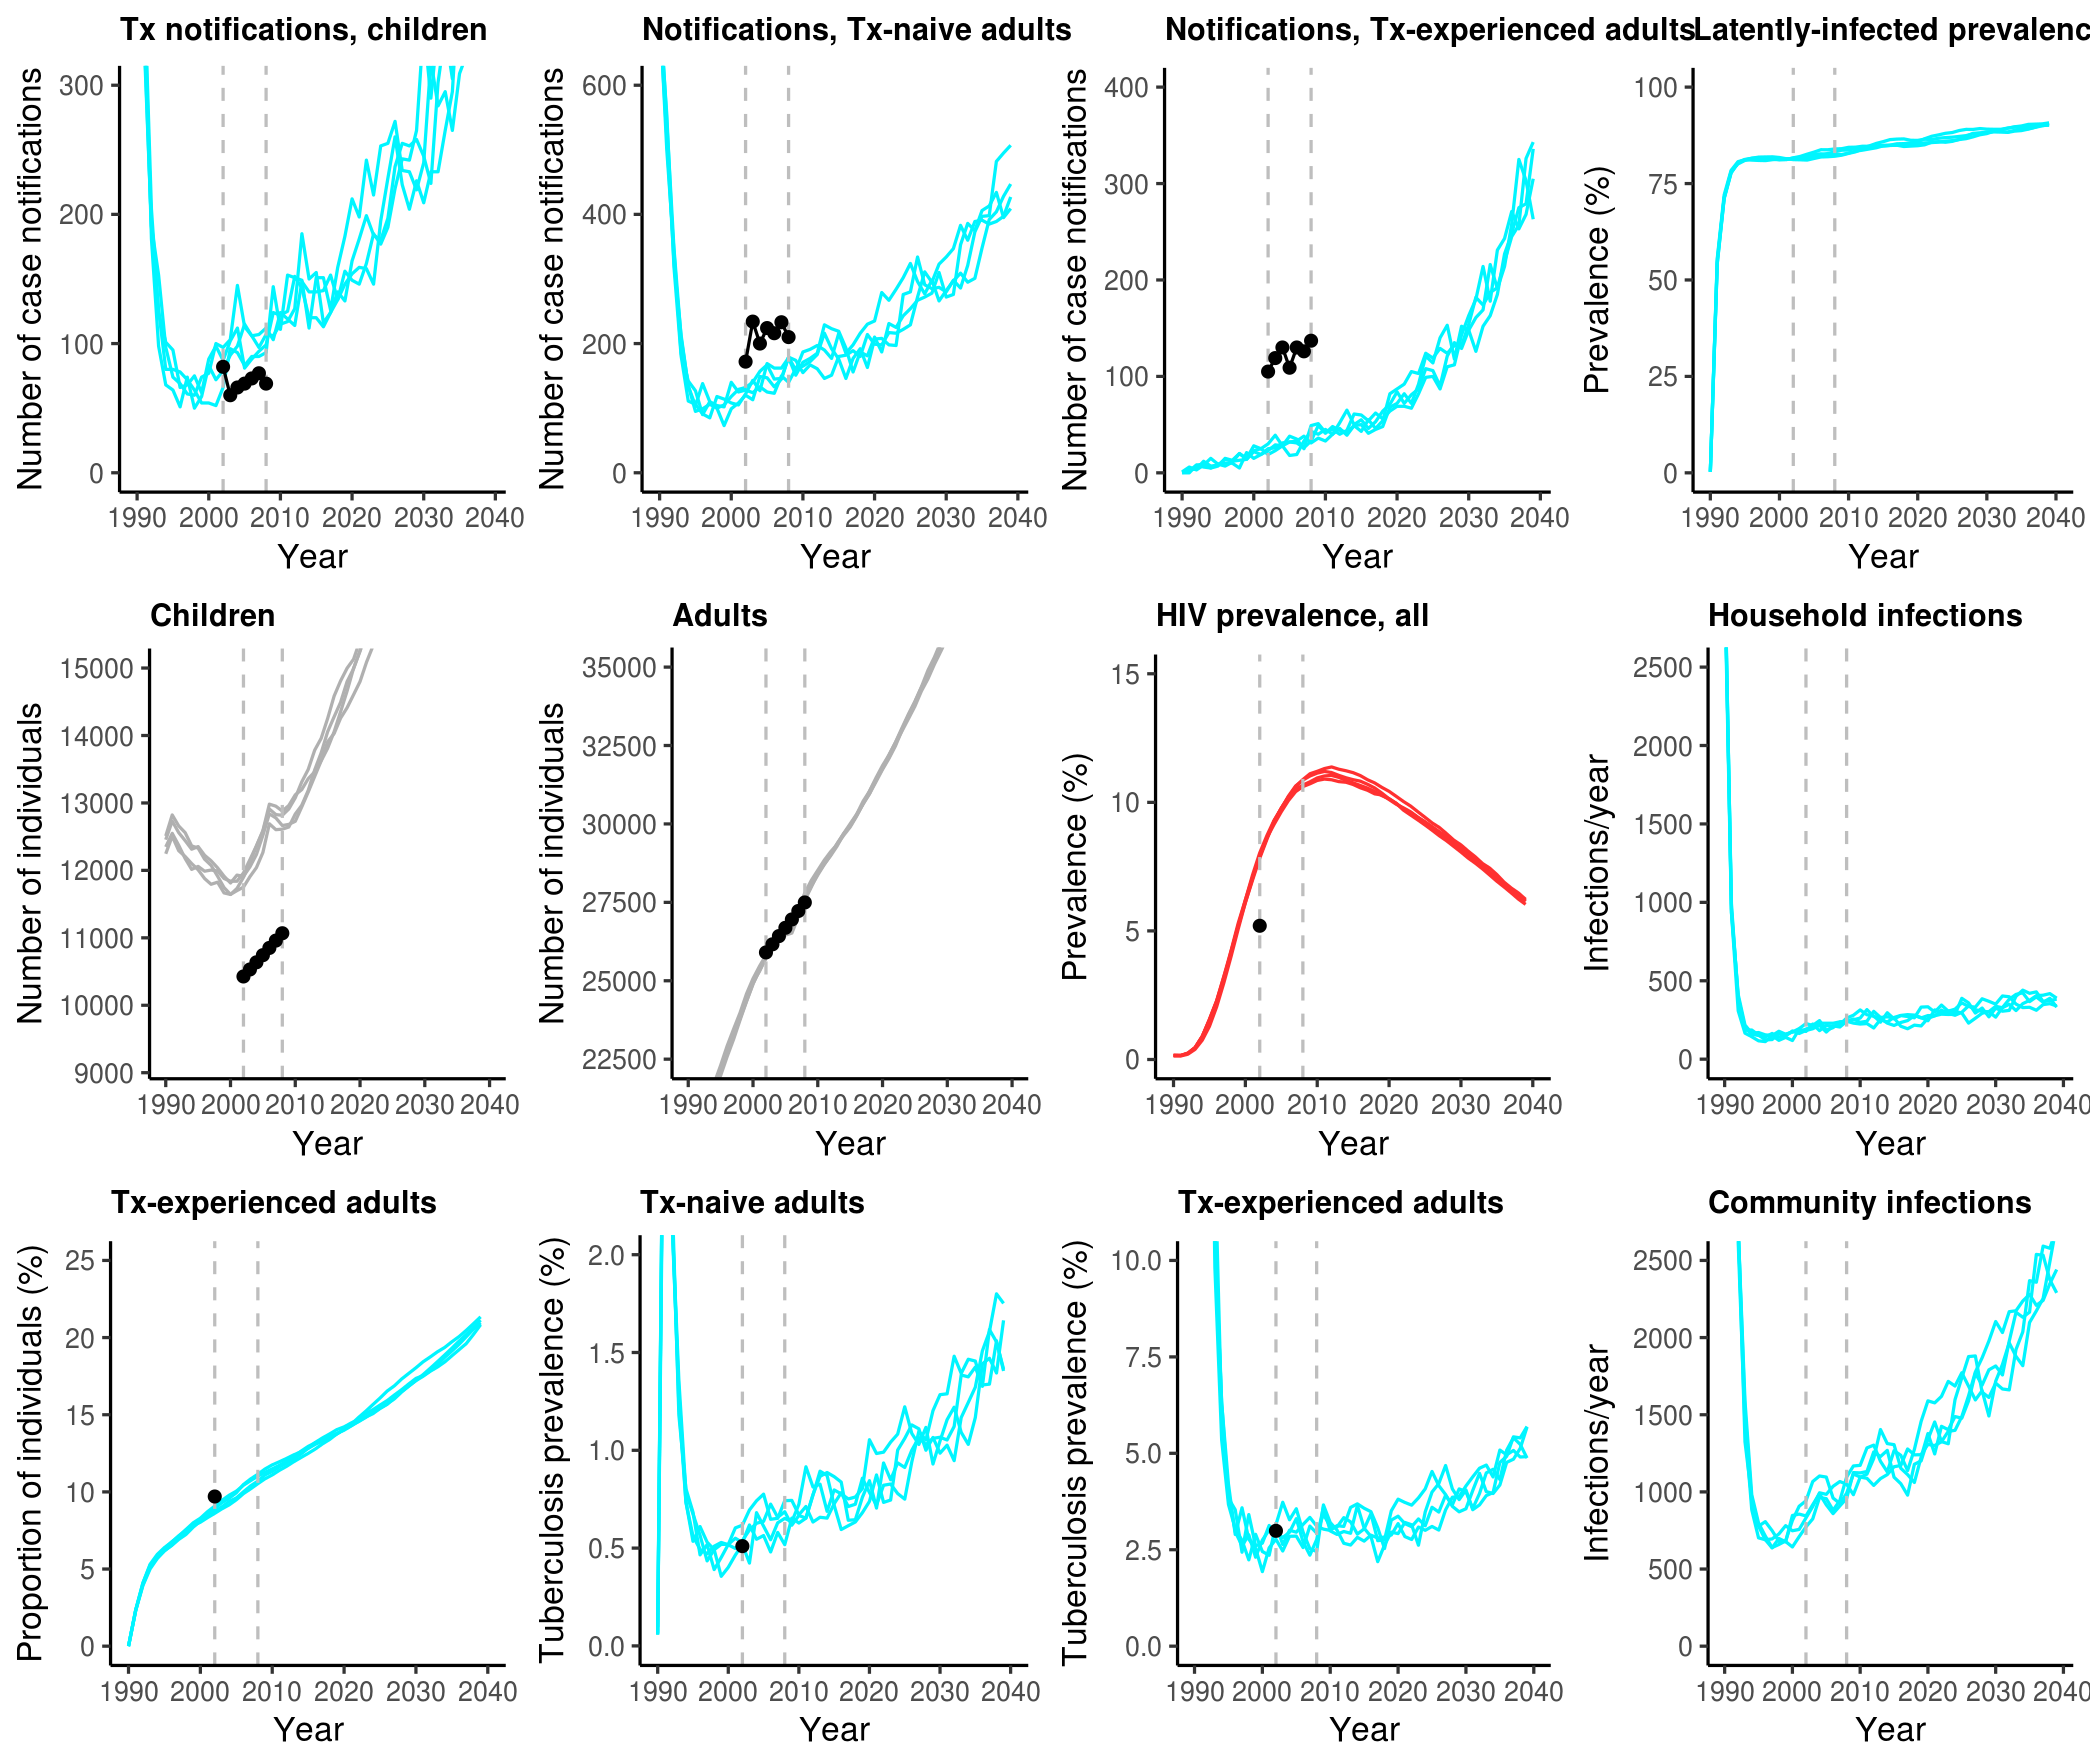 Tx notifications, children
Number of case notifications
300
200
100
0
1990 2000 2010 2020 2030 2040
Year
Notifications, Tx-naive adults
Number of case notifications
600
400
200
0
1990 2000 2010 2020 2030 2040
Year
Notifications, Tx-experienced adults
Number of case notifications
400
300
200
100
0
1990 2000 2010 2020 2030 2040
Year
Latently-infected prevalenc
Prevalence (%)
100
75
50
25
0
1990 2000 2010 2020 2030 2040
Year
Children
Number of individuals
15000
14000
13000
12000
11000
10000
9000
1990 2000 2010 2020 2030 2040
Year
Adults
Number of individuals
35000
32500
30000
27500
25000
22500
1990 2000 2010 2020 2030 2040
Year
HIV prevalence, all
Prevalence (%)
15
10
5
0
1990 2000 2010 2020 2030 2040
Year
Household infections
Infections/year
2500
2000
1500
1000
500
0
1990 2000 2010 2020 2030 2040
Year
Tx-experienced adults
Proportion of individuals (%)
25
20
15
10
5
0
1990 2000 2010 2020 2030 2040
Year
Tx-naive adults
Tuberculosis prevalence (%)
2.0
1.5
1.0
0.5
0.0
1990 2000 2010 2020 2030 2040
Year
Tx-experienced adults
Tuberculosis prevalence (%)
10.0
7.5
5.0
2.5
0.0
1990 2000 2010 2020 2030 2040
Year
Community infections
Infections/year
2500
2000
1500
1000
500
0
1990 2000 2010 2020 2030 2040
Year